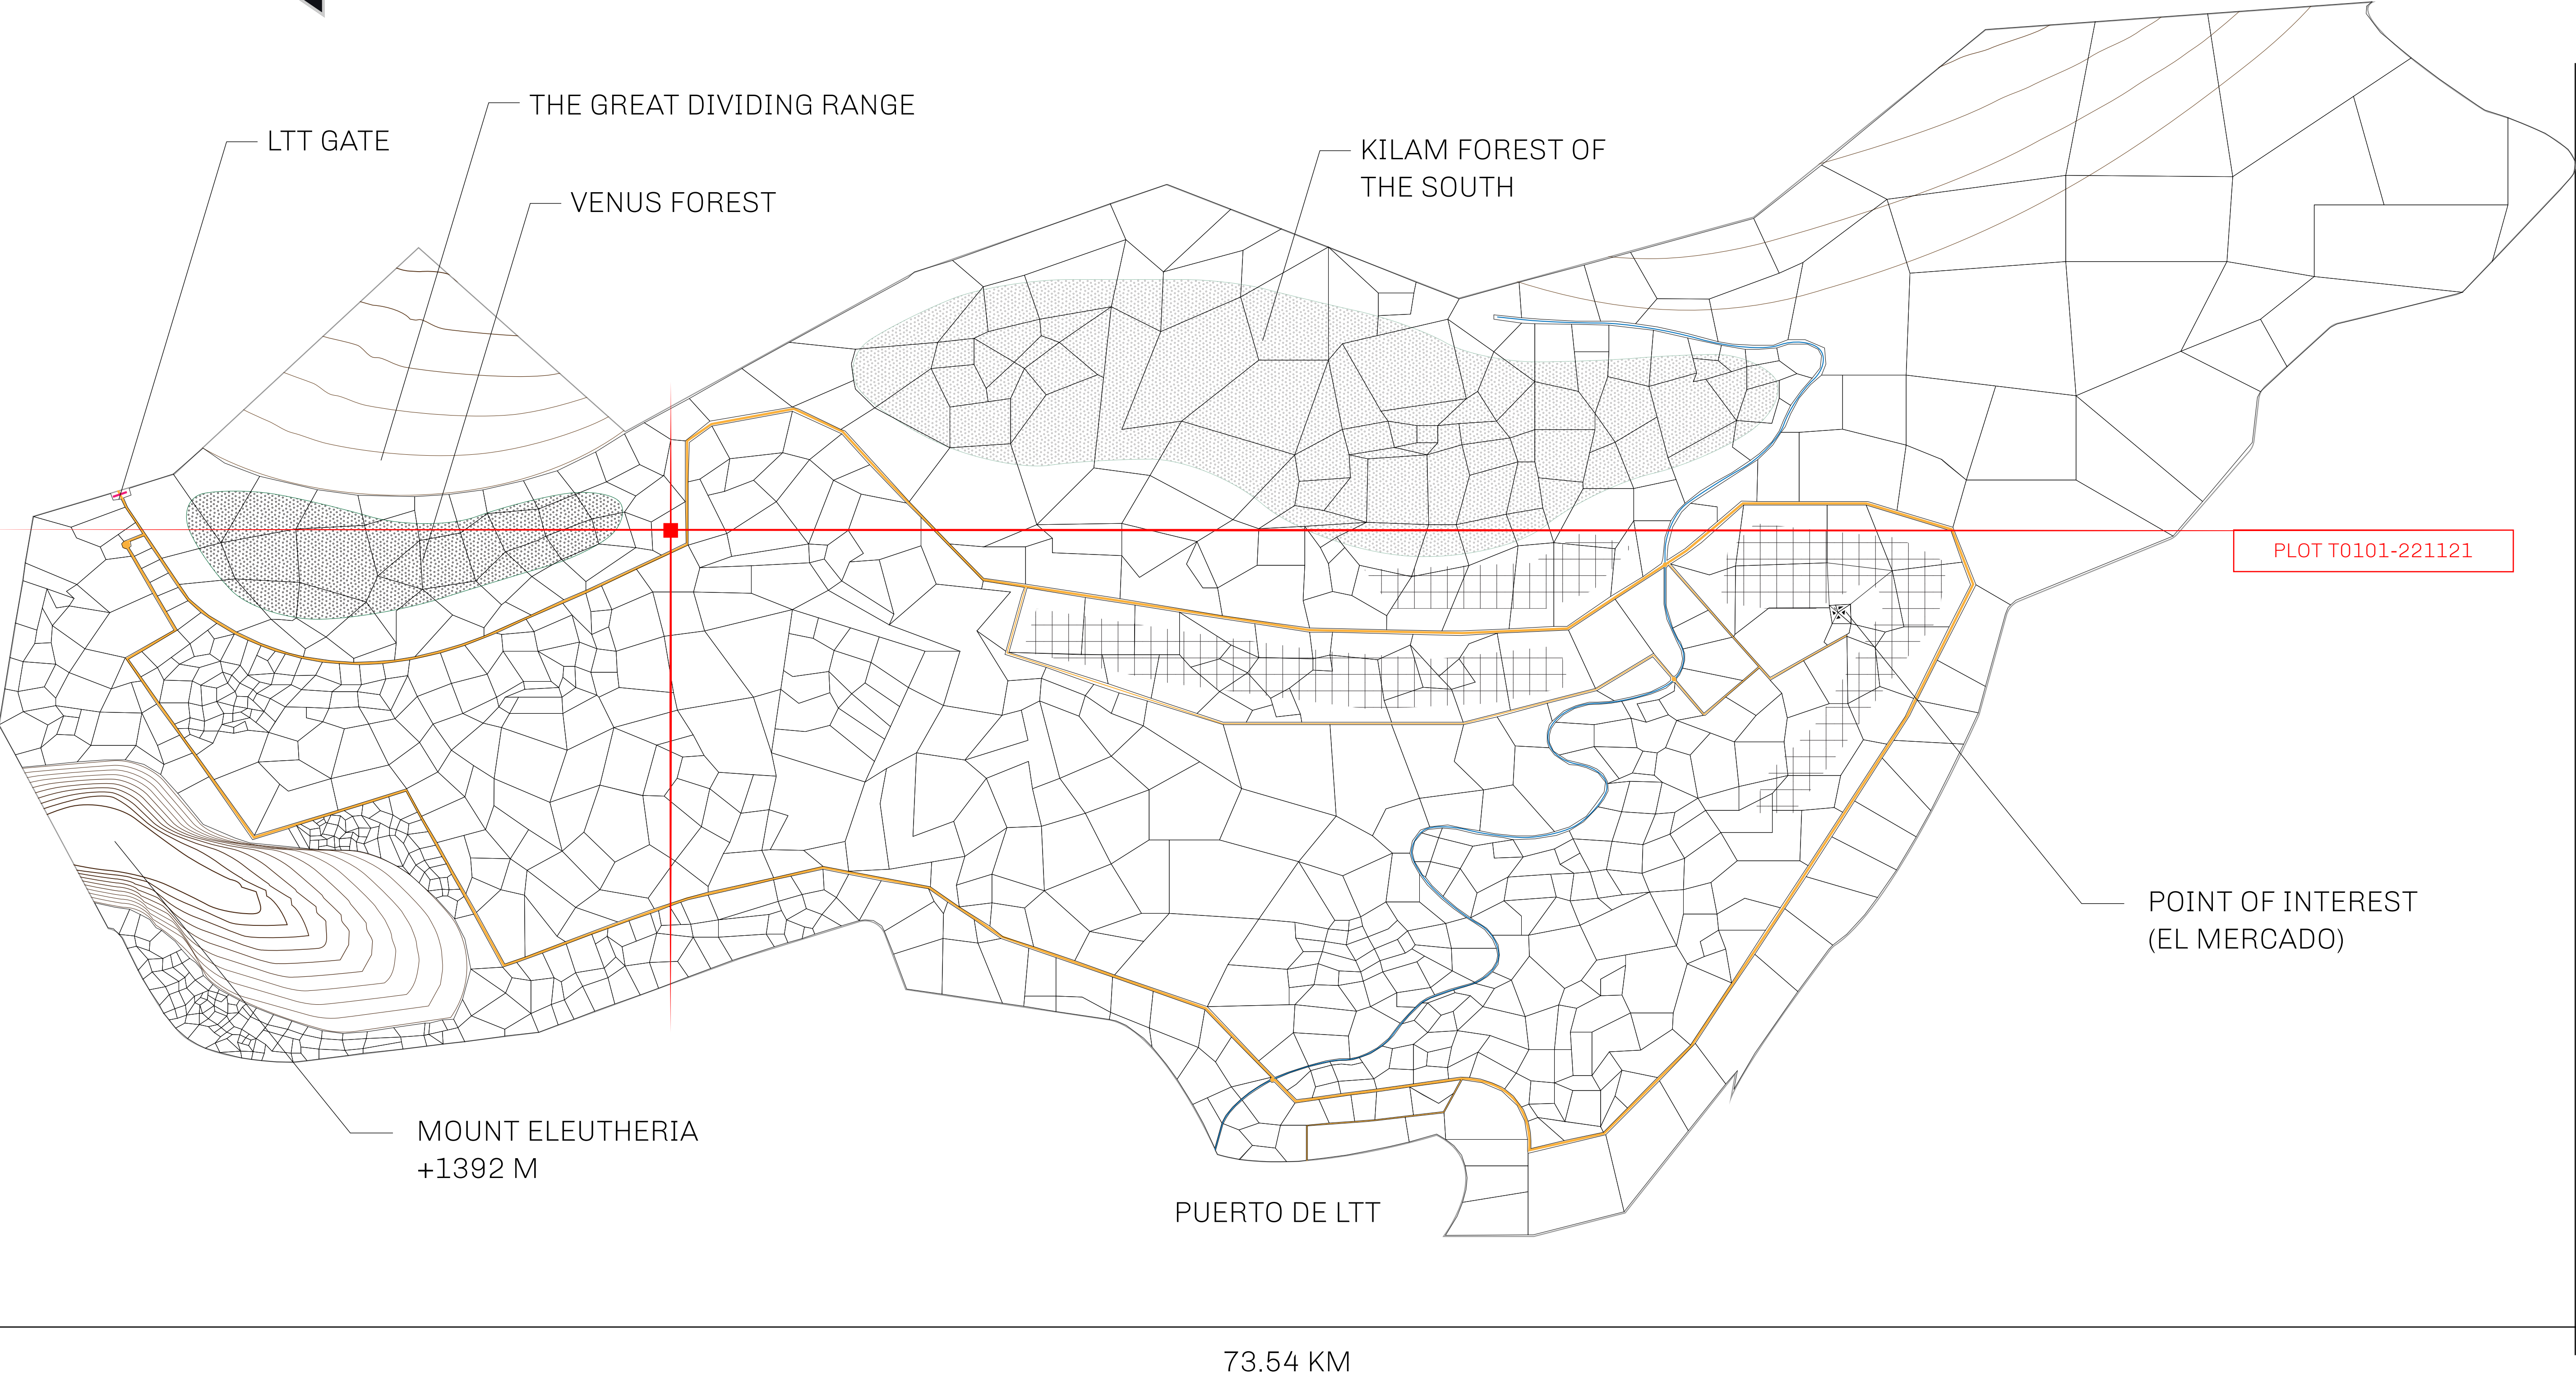 THE GREAT DIVIDING RANGE
LTT GATE
KILAM FOREST OF
THE SOUTH
VENUS FOREST
PLOT T0101-221121
POINT OF INTEREST
(EL MERCADO)
MOUNT ELEUTHERIA
+1392 M
PUERTO DE LTT
73.54 KM